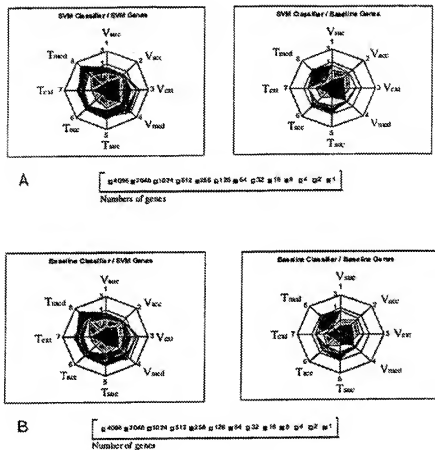 SVM Classifier / SVM Genes
SVM Classifier / Baseline Genes
Vsuc
1
Vacc
2
Vext
3
Vmed
4
Tsuc
5
Tacc
6
Text
7
Tmed
8
Vsuc
Vacc
2
3
Vext
4
Vmed
5
Tsuc
6
Tacc
7
Text
8
Tmed
A
4096 2048 1024 512 256 128 64 32 16 8 4 2 1
Numbers of genes
Baseline Classifier / SVM Genes
Baseline Classifier / Baseline Genes
Vsuc
1
Vacc
2
Vext
3
Vmed
4
Tsuc
5
Tacc
6
Text
7
Tmed
8
Vsuc
1
Vacc
2
Vext
3
Vmed
4
Tsuc
5
Tacc
6
Text
7
Tmed
8
B
4096 2048 1024 512 256 128 64 32 16 8 4 2 1
Number of genes